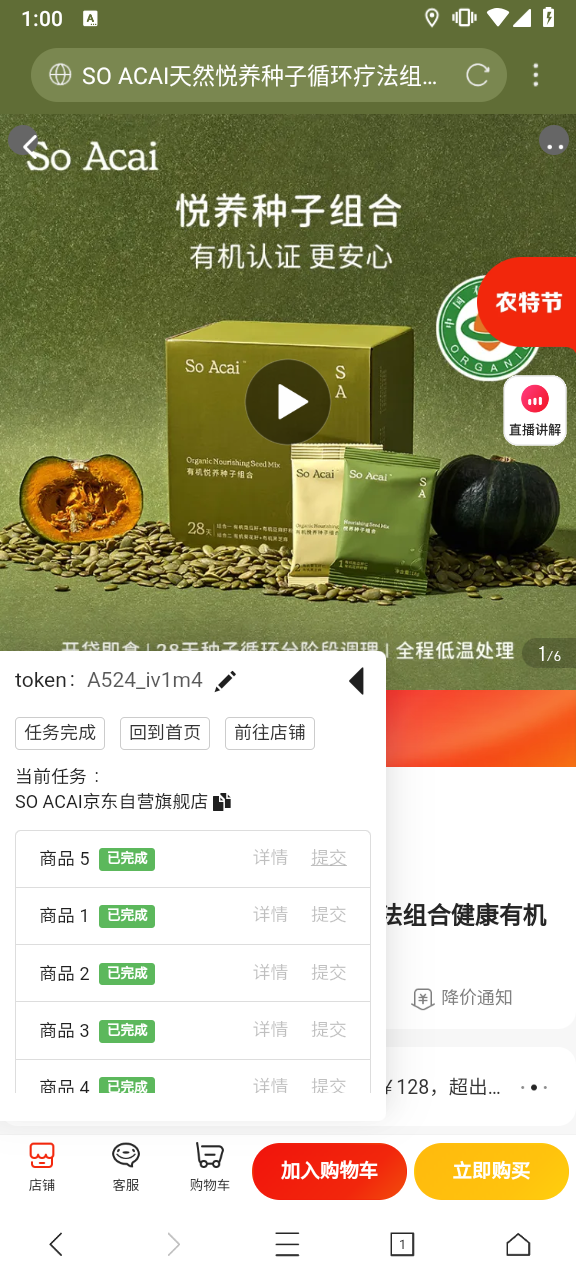 1:00
A
SO ACAI天然悦养种子循环疗法组...
So Acai
悦养种子组合
有机认证 更安心
农特节
ORGANIC
直播讲解
So Acai
S
A
Organic Nourishing Seed Mix
有机悦养种子组合
28天
So Acai
So Acai
S
A
开袋即食 | 28天种子循环分阶段调理 | 全程低温处理
1/6
token: A524_iv1m4
任务完成 回到首页 前往店铺
当前任务：
SO ACAI京东自营旗舰店
商品 5 已完成 详情 提交
商品 1 已完成 详情 提交
商品 2 已完成 详情 提交
商品 3 已完成 详情 提交
商品 4 已完成 详情 提交
法组合健康有机
降价通知
¥128，超出...
店铺 客服 购物车 加入购物车 立即购买
1